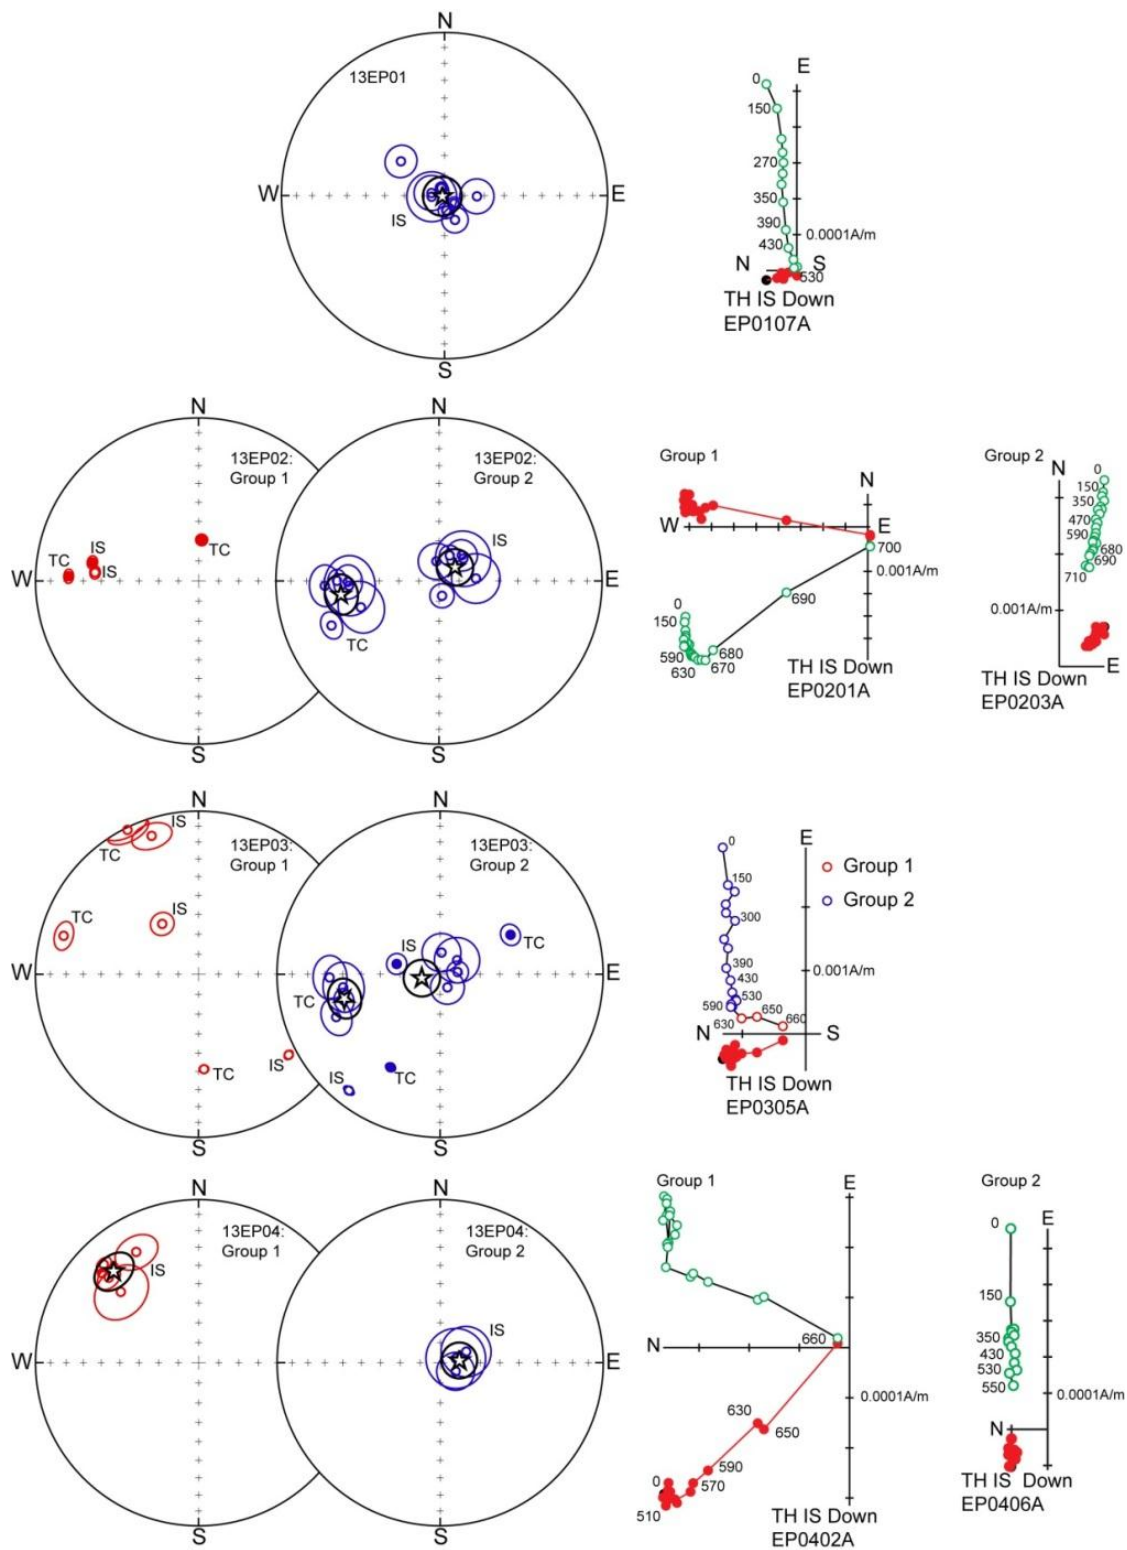 N
13EP01
W
E
IS
S
E
0
150
270
350
390
430
0.0001A/m
N
S
530
TH IS Down
EP0107A
N
N
13EP02:
Group 1
13EP02:
Group 2
IS
TC
IS
TC
IS
W
E
TC
S
S
Group 1
N
W
E
700
0.001A/m
690
0
150
590
630
680
670
TH IS Down
EP0201A
Group 2
N
0
150
350
470
590
680
690
710
0.001A/m
E
TH IS Down
EP0203A
N
N
13EP03:
Group 1
13EP03:
Group 2
IS
TC
TC
IS
IS
TC
W
E
TC
TC
IS
IS
TC
S
S
E
0
150
300
390
430
530
590
630
650
660
0.001A/m
N
S
Group 1
Group 2
TH IS Down
EP0305A
N
N
13EP04:
Group 1
13EP04:
Group 2
IS
IS
W
E
S
S
Group 1
E
660
N
0.0001A/m
630
650
590
570
0
510
TH IS Down
EP0402A
Group 2
E
0
150
350
430
530
550
0.0001A/m
N
TH IS Down
EP0406A